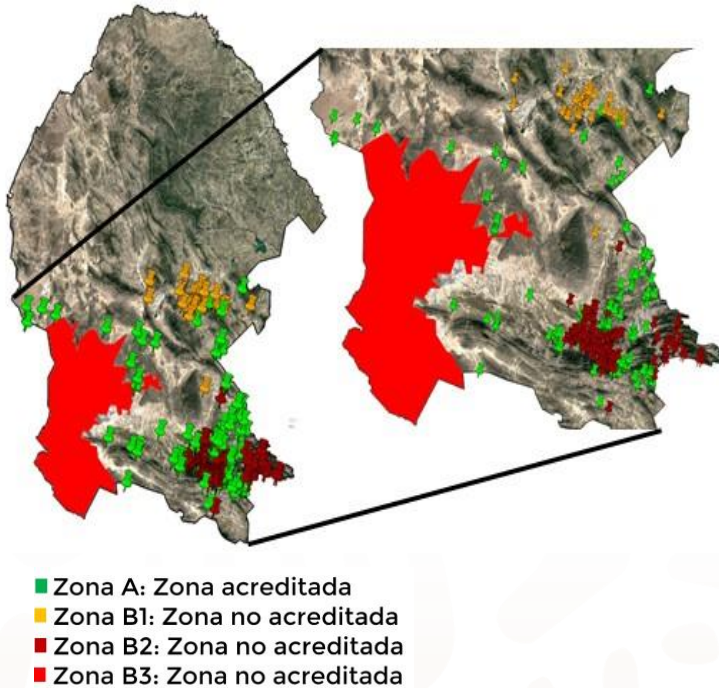 Zona A: Zona acreditada
Zona B1: Zona no acreditada
Zona B2: Zona no acreditada
Zona B3: Zona no acreditada